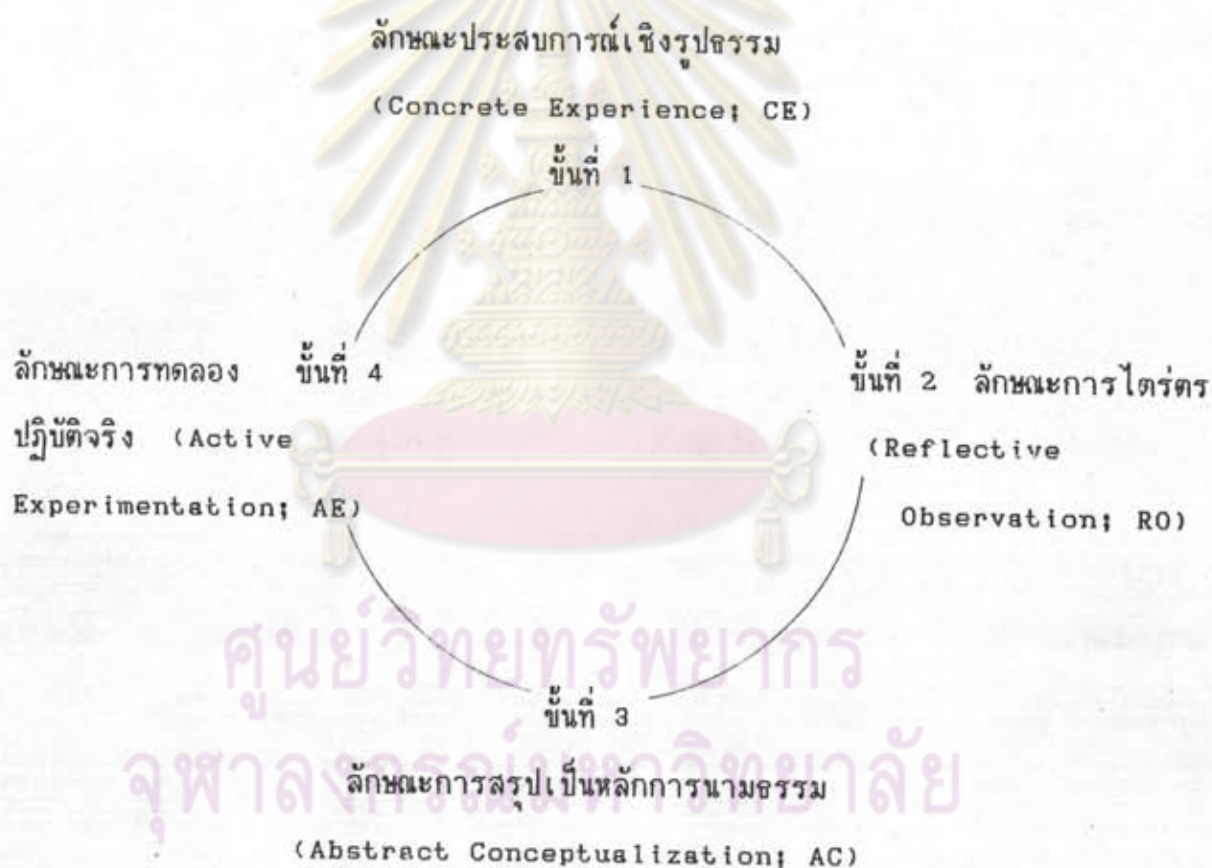 ลักษณะประสบการณ์เชิงรูปธรรม
(Concrete Experience; CE)
ขั้นที่ 1
ลักษณะการทดลอง ขั้นที่ 4
ปฏิบัติจริง (Active
Experimentation; AE)
ขั้นที่ 2 ลักษณะการไตร่ตรอง
(Reflective
Observation; RO)
ขั้นที่ 3
ลักษณะการสรุปเป็นหลักการนามธรรม
(Abstract Conceptualization; AC)
ศูนย์วิทยทรัพยากร
จุฬาลงกรณ์มหาวิทยาลัย